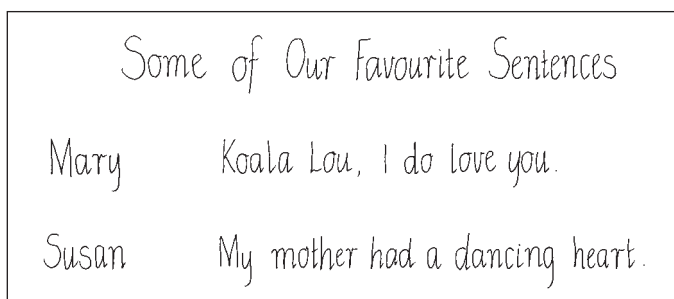 Some of Our Favourite Sentences
Mary Koala Lou, I do love you.
Susan My mother had a dancing heart.